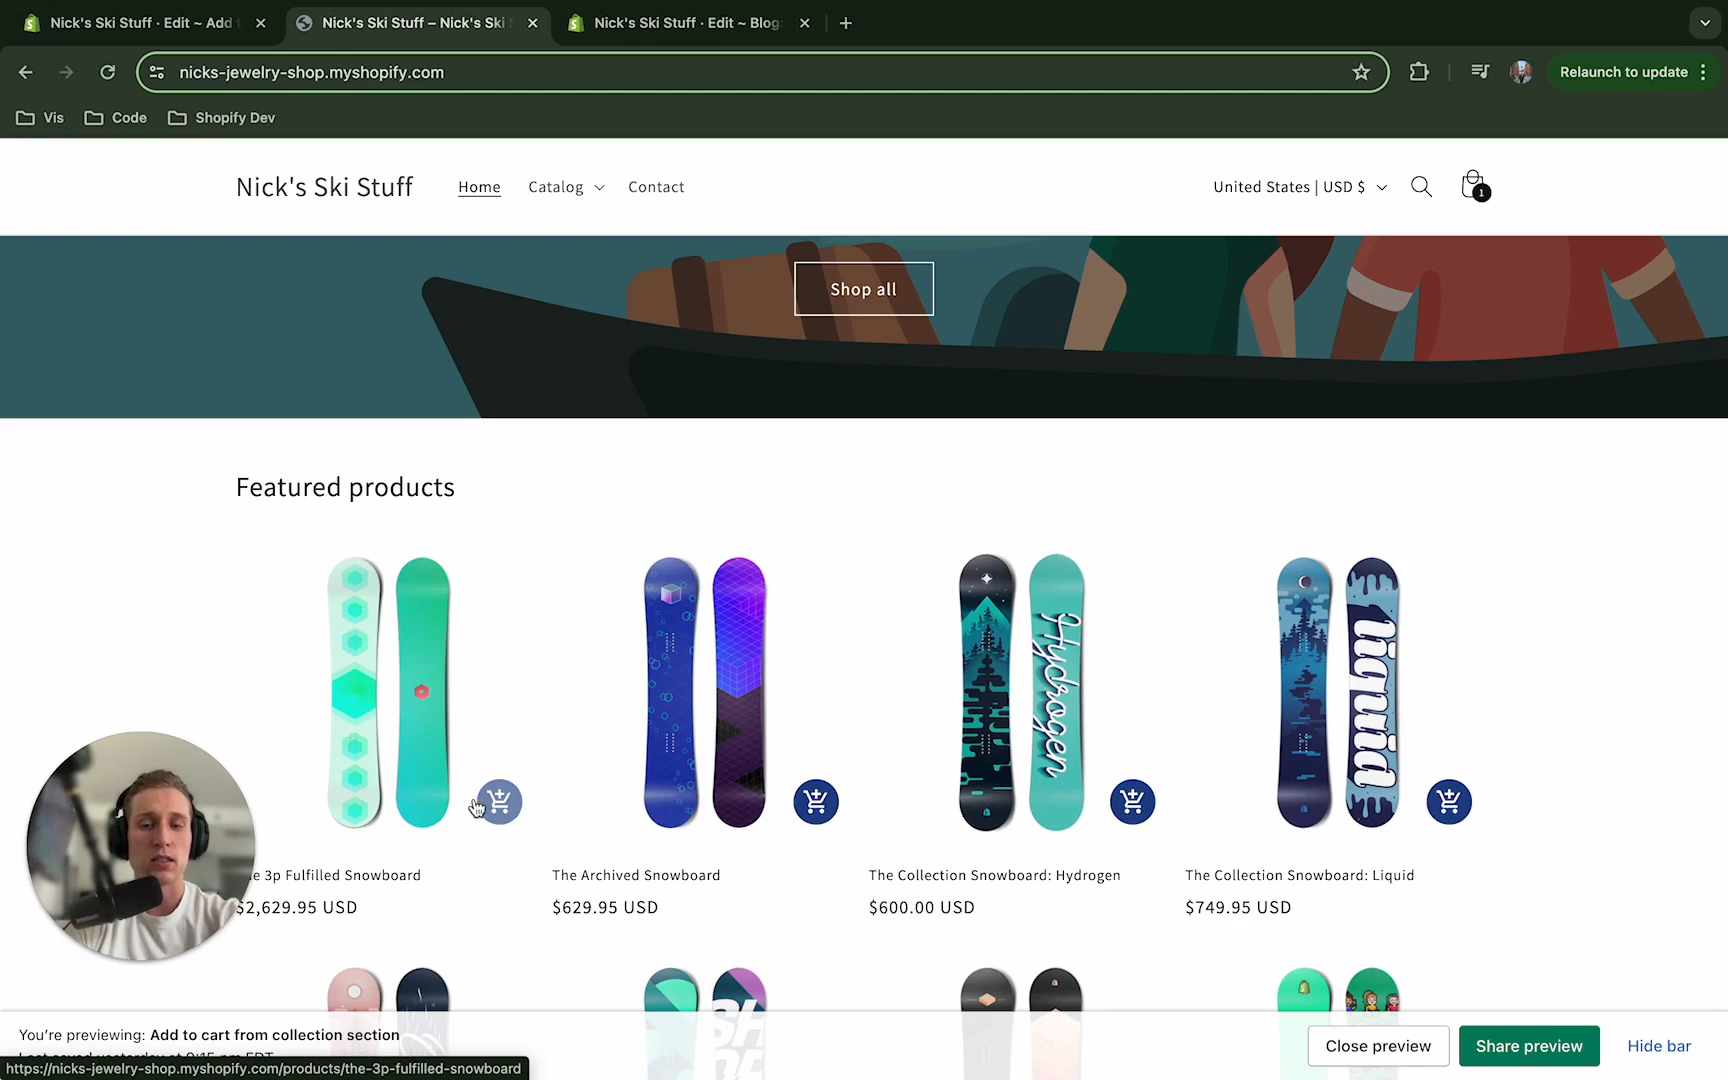 Nick's Ski Stuff · Edit ~ Add
Nick's Ski Stuff – Nick's Ski
Nick's Ski Stuff · Edit ~ Blog
nicks-jewelry-shop.myshopify.com
Relaunch to update
Vis
Code
Shopify Dev
Nick's Ski Stuff
Home
Catalog
Contact
United States | USD $
1
Shop all
Featured products
Hydrogen
liquid
3p Fulfilled Snowboard
The Archived Snowboard
The Collection Snowboard: Hydrogen
The Collection Snowboard: Liquid
$2,629.95 USD
$629.95 USD
$600.00 USD
$749.95 USD
You're previewing: Add to cart from collection section
Close preview
Share preview
Hide bar
https://nicks-jewelry-shop.myshopify.com/products/the-3p-fulfilled-snowboard